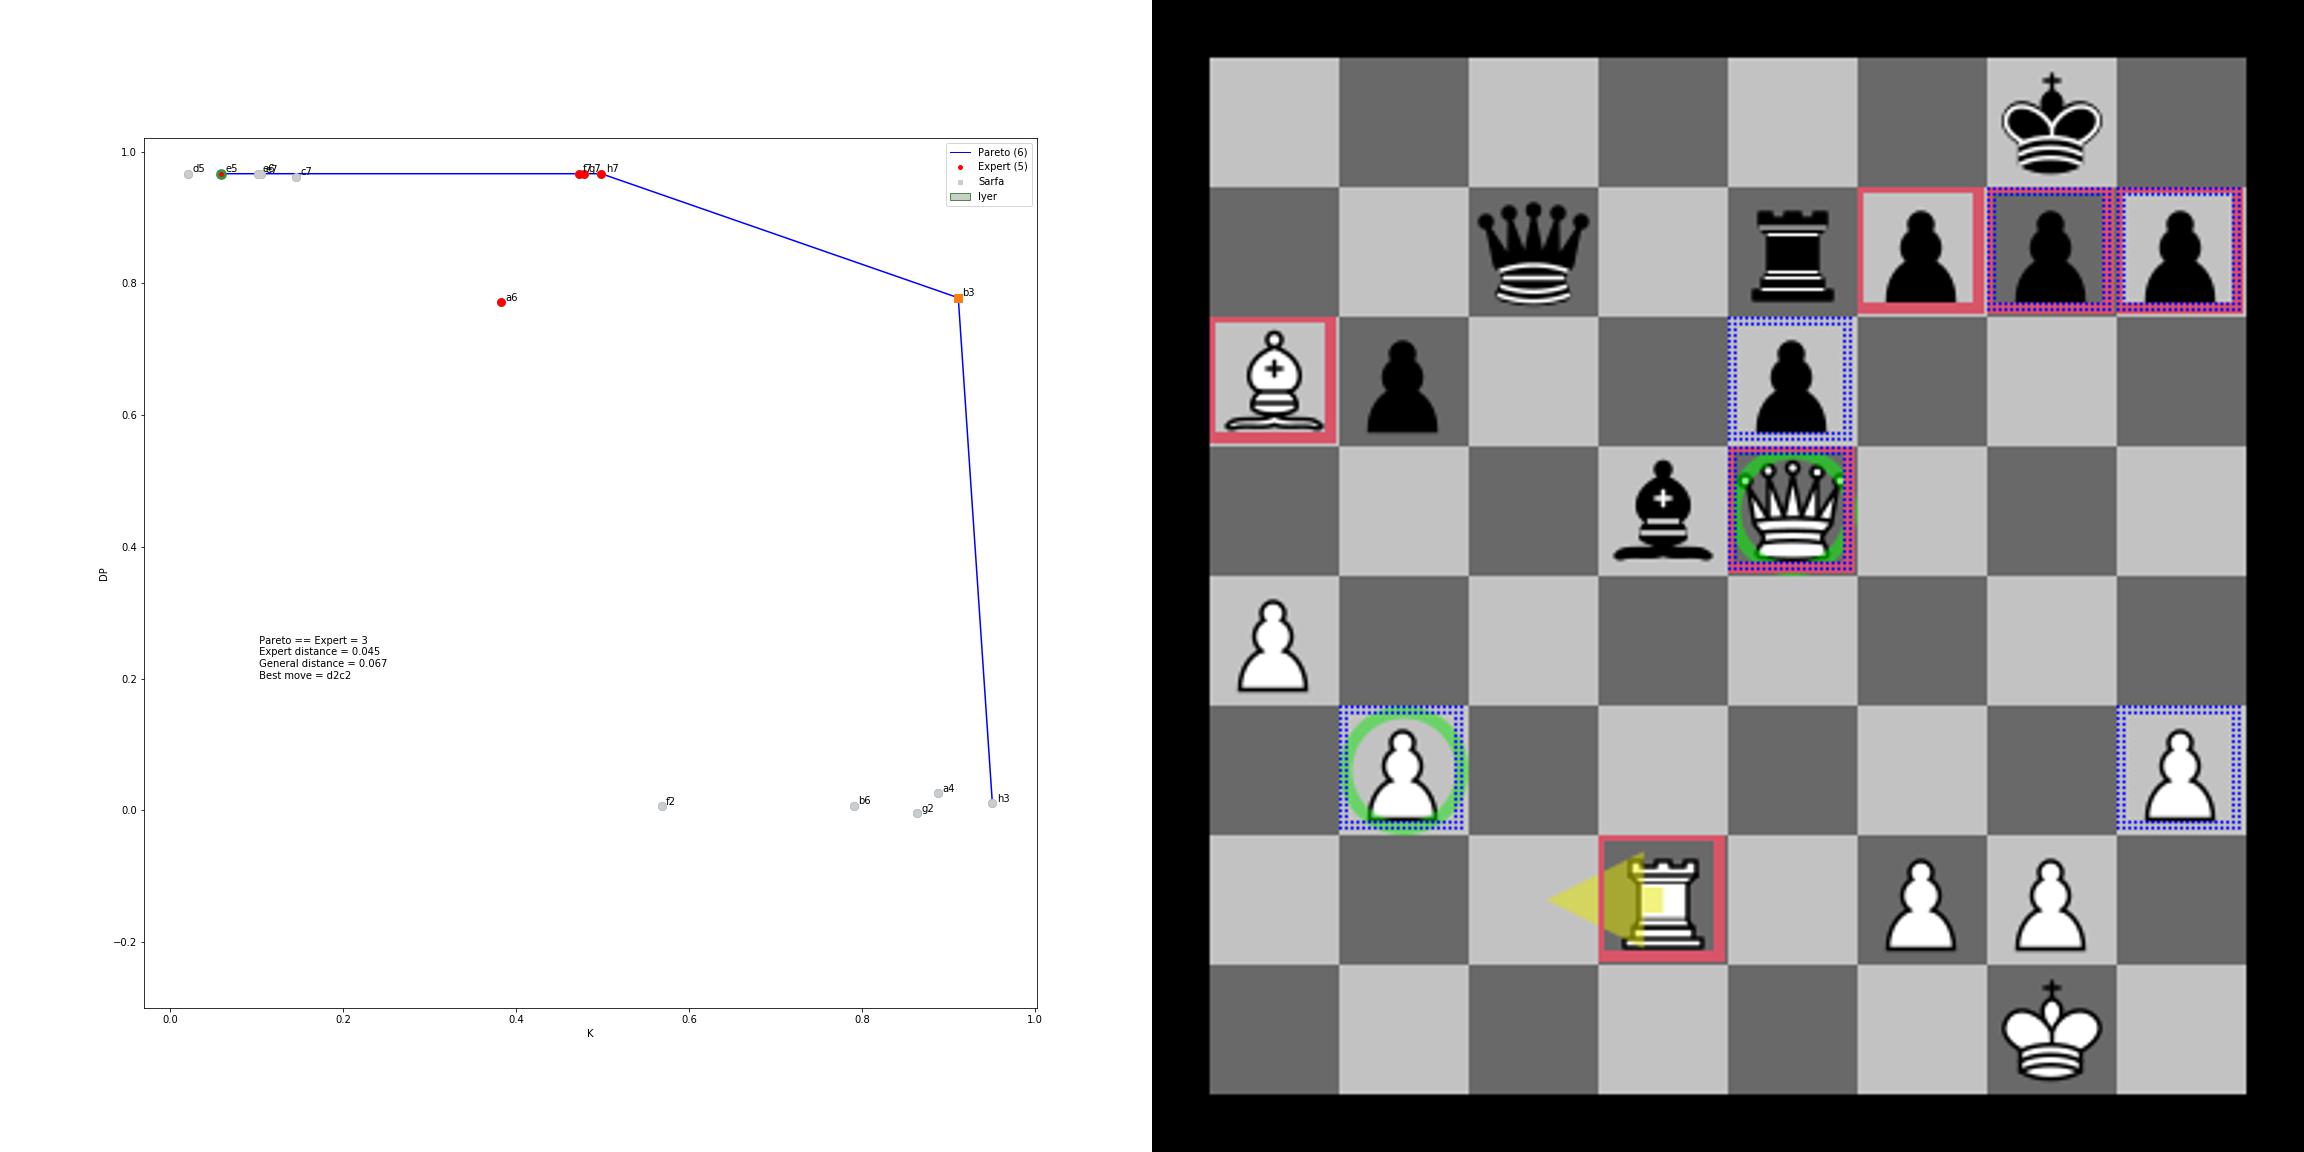 1.0
0.8
0.6
0.4
0.2
0.0
−0.2
0.0
0.2
0.4
0.6
0.8
1.0
DP
K
Pareto (6)
Expert (5)
Sarfa
Iyer
d5
e5
c7
h7
b3
a6
Pareto == Expert = 3
Expert distance = 0.045
General distance = 0.067
Best move = d2c2
f2
b6
g2
a4
h3